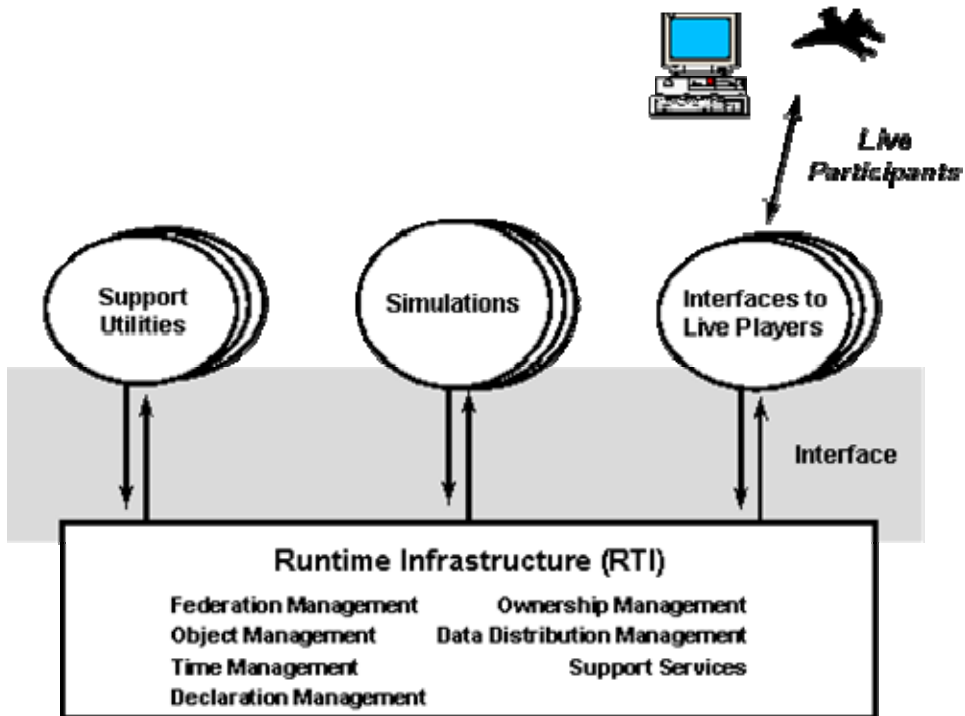 Live
Participants
Support
Utilities
Simulations
Interfaces to
Live Players
Interface
Runtime Infrastructure (RTI)
Federation Management
Ownership Management
Object Management
Data Distribution Management
Time Management
Support Services
Declaration Management